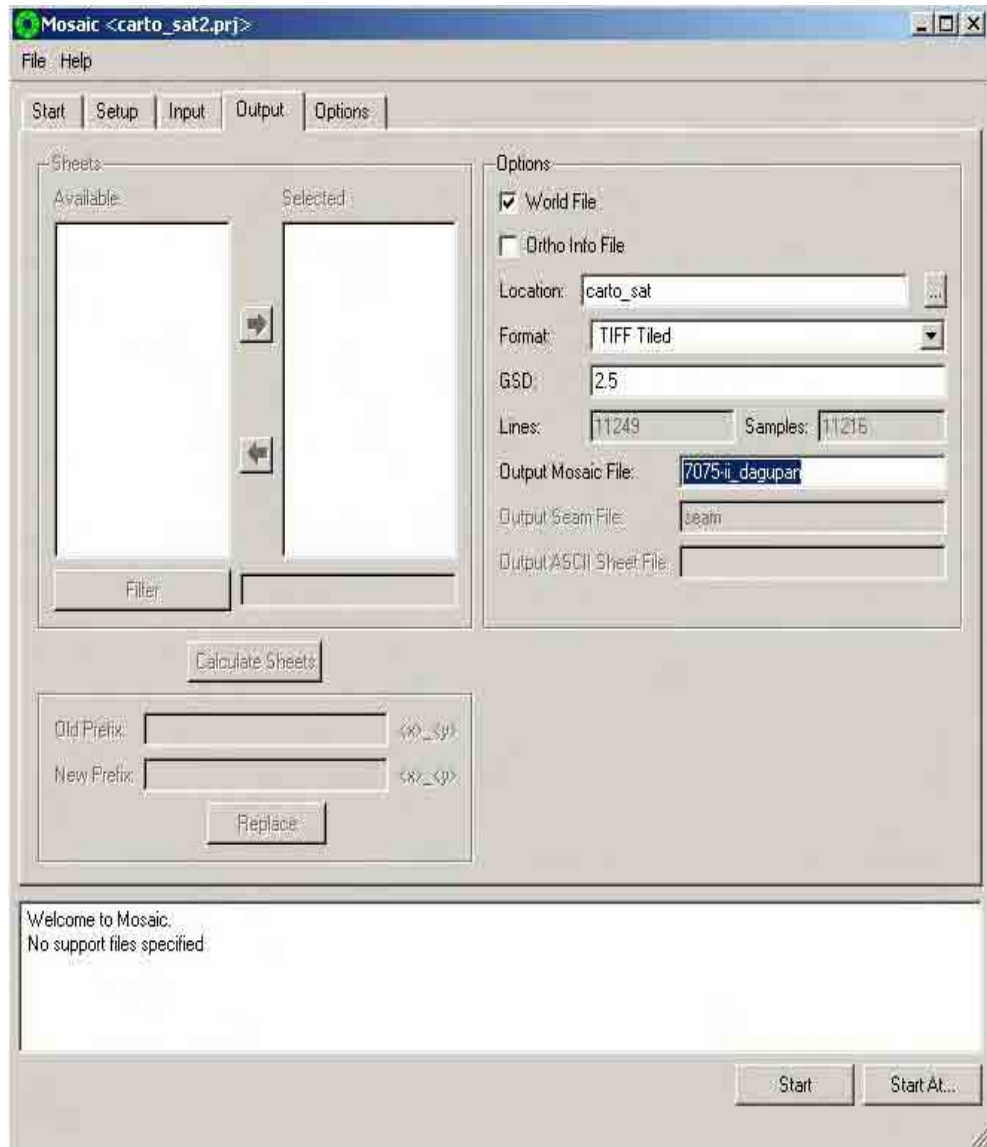 Mosaic <carto_sat2.prj>
File Help
Start Setup Input Output Options
Sheets
Available: Selected:
Filter
Calculate Sheets
Old Prefix: <x>_<y>
New Prefix: <x>_<y>
Replace
Options
World File
Ortho Info File
Location: carto_sat ...
Format: TIFF Tiled
GSD: 2.5
Lines: 11249 Samples: 11216
Output Mosaic File: 7075-ii_dagupan
Output Seam File: seam
Output ASCII Sheet File:
Welcome to Mosaic.
No support files specified
Start Start At...